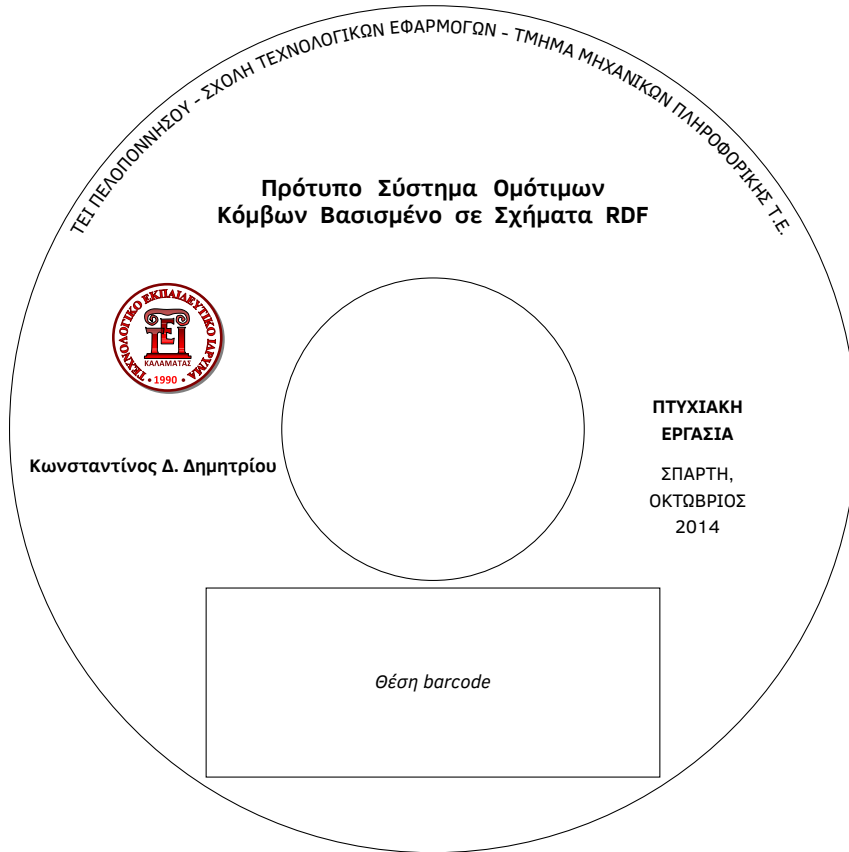 ΤΕΙ ΠΕΛΟΠΟΝΝΗΣΟΥ - ΣΧΟΛΗ ΤΕΧΝΟΛΟΓΙΚΩΝ ΕΦΑΡΜΟΓΩΝ - ΤΜΗΜΑ ΜΗΧΑΝΙΚΩΝ ΠΛΗΡΟΦΟΡΙΚΗΣ Τ.Ε.
Πρότυπο Σύστημα Ομότιμων
Κόμβων Βασισμένο σε Σχήματα RDF
ΤΕΧΝΟΛΟΓΙΚΟ ΕΚΠΑΙΔΕΥΤΙΚΟ ΙΔΡΥΜΑ
ΤΕΙ
ΚΑΛΑΜΑΤΑΣ
• 1990 •
Κωνσταντίνος Δ. Δημητρίου
ΠΤΥΧΙΑΚΗ
ΕΡΓΑΣΙΑ
ΣΠΑΡΤΗ,
ΟΚΤΩΒΡΙΟΣ
2014
Θέση barcode